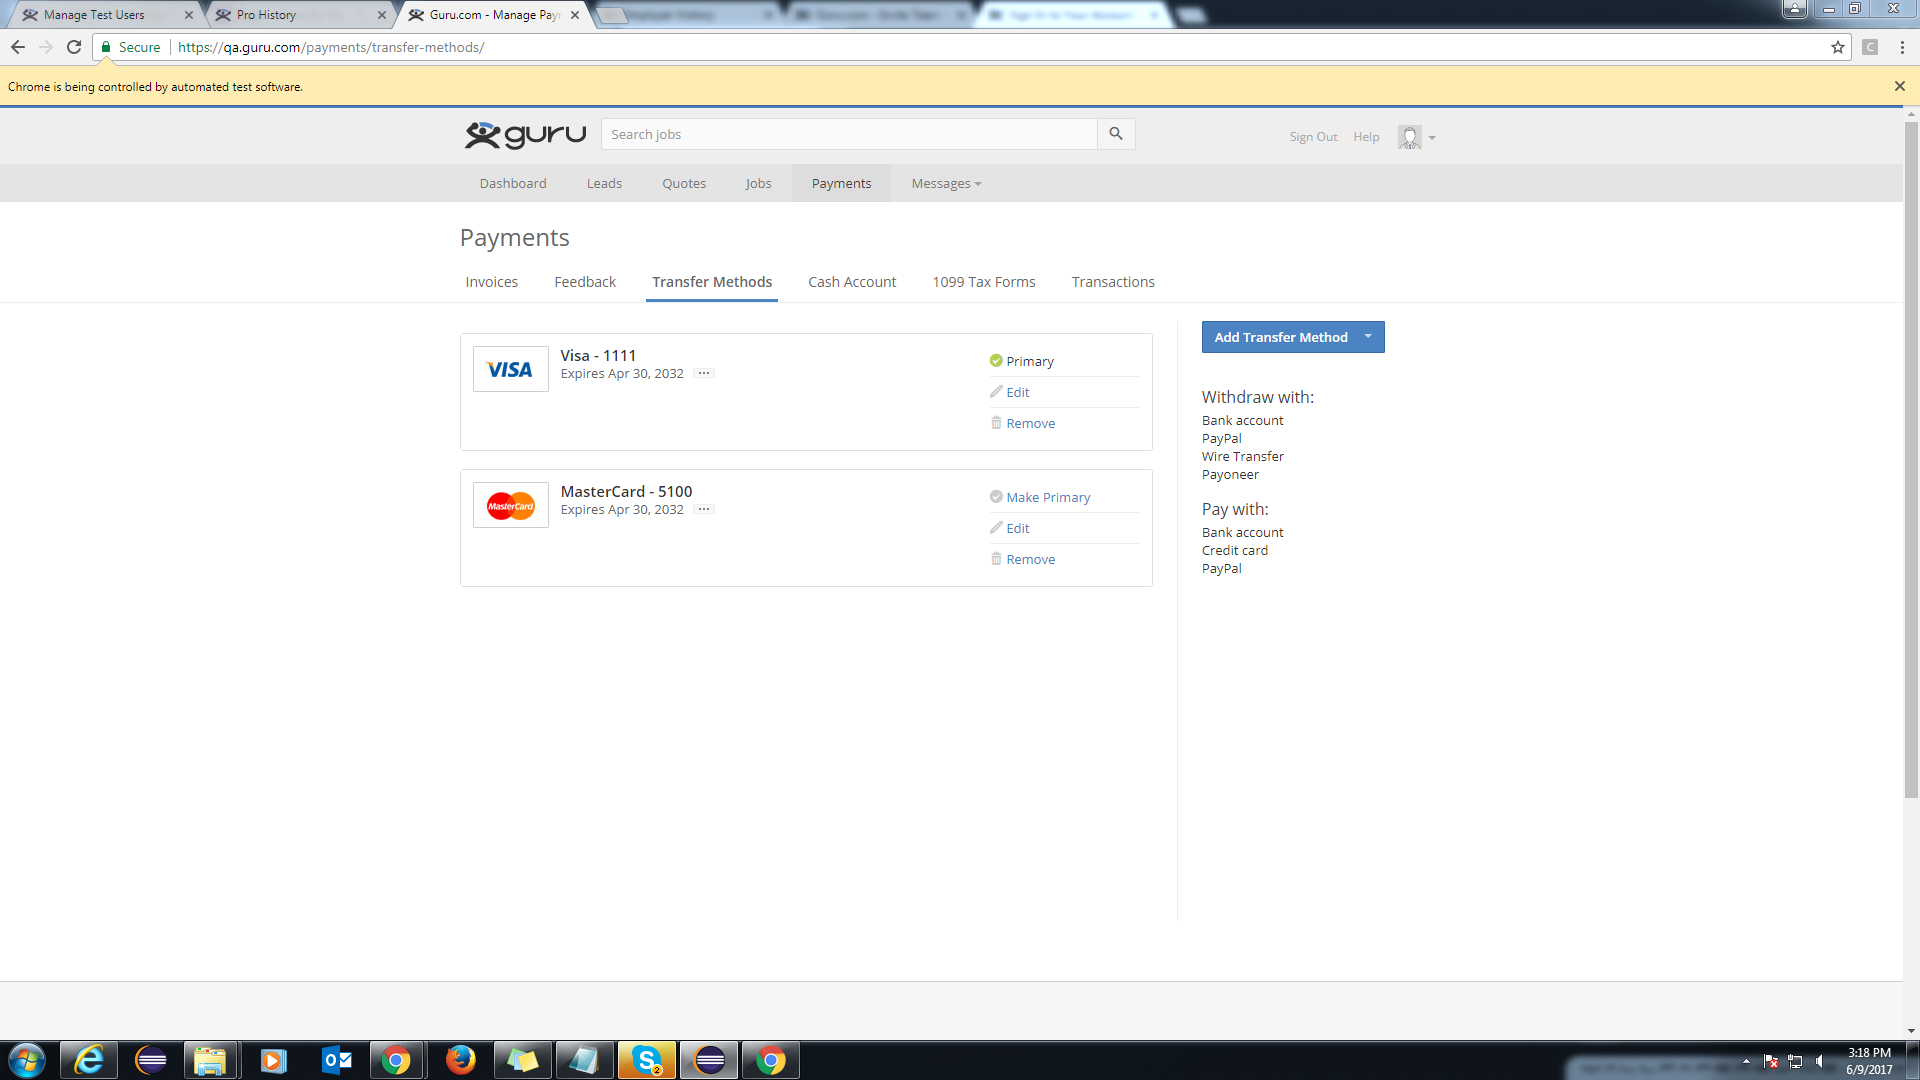 Manage Test Users
Pro History
Guru.com - Manage Pay
Secure
https://qa.guru.com/payments/transfer-methods/
C
Chrome is being controlled by automated test software.
guru
Search jobs
Sign Out
Help
Dashboard
Leads
Quotes
Jobs
Payments
Messages
Payments
Invoices
Feedback
Transfer Methods
Cash Account
1099 Tax Forms
Transactions
VISA
Visa - 1111
Expires Apr 30, 2032 ...
Primary
Edit
Remove
MasterCard
MasterCard - 5100
Expires Apr 30, 2032 ...
Make Primary
Edit
Remove
Add Transfer Method
Withdraw with:
Bank account
PayPal
Wire Transfer
Payoneer
Pay with:
Bank account
Credit card
PayPal
2
3:18 PM
6/9/2017